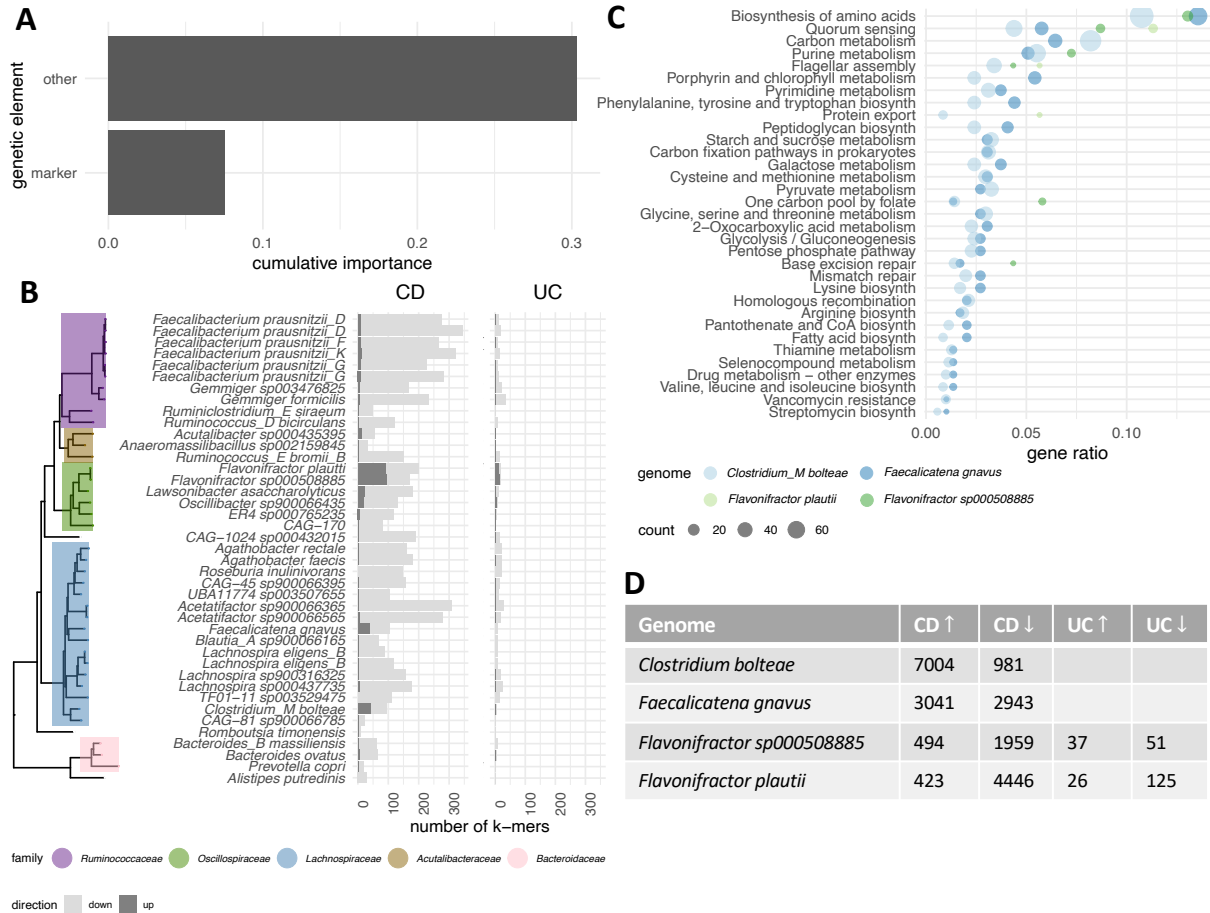 A
genetic element
other
marker
0.0
0.1
0.2
0.3
cumulative importance
B
CD
UC
Faecalibacterium prausnitzii_D
Faecalibacterium prausnitzii_D
Faecalibacterium prausnitzii_F
Faecalibacterium prausnitzii_K
Faecalibacterium prausnitzii_G
Faecalibacterium prausnitzii_G
Gemmiger sp003476825
Gemmiger formicilis
Ruminiclostridium_E siraeum
Ruminococcus_D bicirculans
Acutalibacter sp000435395
Anaeromassilibacillus sp002159845
Ruminococcus_E bromii_B
Flavonifractor plautti
Flavonifractor sp000508885
Lawsonibacter asaccharolyticus
Oscillibacter sp900066435
ER4 sp000765235
CAG−170
CAG−1024 sp000432015
Agathobacter rectale
Agathobacter faecis
Roseburia inulinivorans
CAG−45 sp900066395
UBA11774 sp003507655
Acetatifactor sp900066365
Acetatifactor sp900066565
Faecalicatena gnavus
Blautia_A sp900066165
Lachnospira eligens_B
Lachnospira eligens_B
Lachnospira sp900316325
Lachnospira sp000437735
TF01−11 sp003529475
Clostridium_M bolteae
CAG−81 sp900066785
Romboutsia timonensis
Bacteroides_B massiliensis
Bacteroides ovatus
Prevotella copri
Alistipes putredinis
0
100
200
300
0
100
200
300
number of k−mers
family
Ruminococcaceae
Oscillospiraceae
Lachnospiraceae
Acutalibacteraceae
Bacteroidaceae
direction
down
up
C
Biosynthesis of amino acids
Quorum sensing
Carbon metabolism
Purine metabolism
Flagellar assembly
Porphyrin and chlorophyll metabolism
Pyrimidine metabolism
Phenylalanine, tyrosine and tryptophan biosynth
Protein export
Peptidoglycan biosynth
Starch and sucrose metabolism
Carbon fixation pathways in prokaryotes
Galactose metabolism
Cysteine and methionine metabolism
Pyruvate metabolism
One carbon pool by folate
Glycine, serine and threonine metabolism
2−Oxocarboxylic acid metabolism
Glycolysis / Gluconeogenesis
Pentose phosphate pathway
Base excision repair
Mismatch repair
Lysine biosynth
Homologous recombination
Arginine biosynth
Pantothenate and CoA biosynth
Fatty acid biosynth
Thiamine metabolism
Selenocompound metabolism
Drug metabolism − other enzymes
Valine, leucine and isoleucine biosynth
Vancomycin resistance
Streptomycin biosynth
0.00
0.05
0.10
gene ratio
genome
Clostridium_M bolteae
Faecalicatena gnavus
Flavonifractor plautii
Flavonifractor sp000508885
count
20
40
60
D
Genome CD ↑ CD ↓ UC ↑ UC ↓
Clostridium bolteae 7004 981
Faecalicatena gnavus 3041 2943
Flavonifractor sp000508885 494 1959 37 51
Flavonifractor plautii 423 4446 26 125